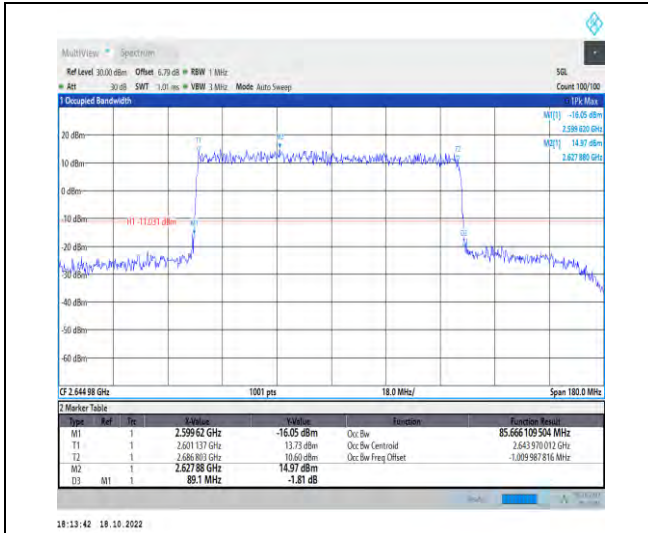 MultiView Spectrum
Ref Level 30.00 dBm Offset 6.79 dB RBW 1 MHz SGL
Att 30 dB SWT 1.01 ms VBW 3 MHz Mode Auto Sweep Count 100/100
1 Occupied Bandwidth 1Pk Max
M1[1] -16.05 dBm
2.599 620 GHz
M2[1] 14.97 dBm
2.627 880 GHz
20 dBm
T1
M2
T2
10 dBm
0 dBm
-10 dBm
H1 -11.031 dBm
M1
D3
-20 dBm
-30 dBm
-40 dBm
-50 dBm
-60 dBm
CF 2.644 98 GHz 1001 pts 18.0 MHz/ Span 180.0 MHz
2 Marker Table
Type Ref Trc X-Value Y-Value Function Function Result
M1 1 2.599 62 GHz -16.05 dBm Occ Bw 85.666 109 504 MHz
T1 1 2.601 137 GHz 13.73 dBm Occ Bw Centroid 2.643 970 012 GHz
T2 1 2.686 803 GHz 10.60 dBm Occ Bw Freq Offset -1.009 987 816 MHz
M2 1 2.627 88 GHz 14.97 dBm
D3 M1 1 89.1 MHz -1.81 dB
18:13:42 18.10.2022